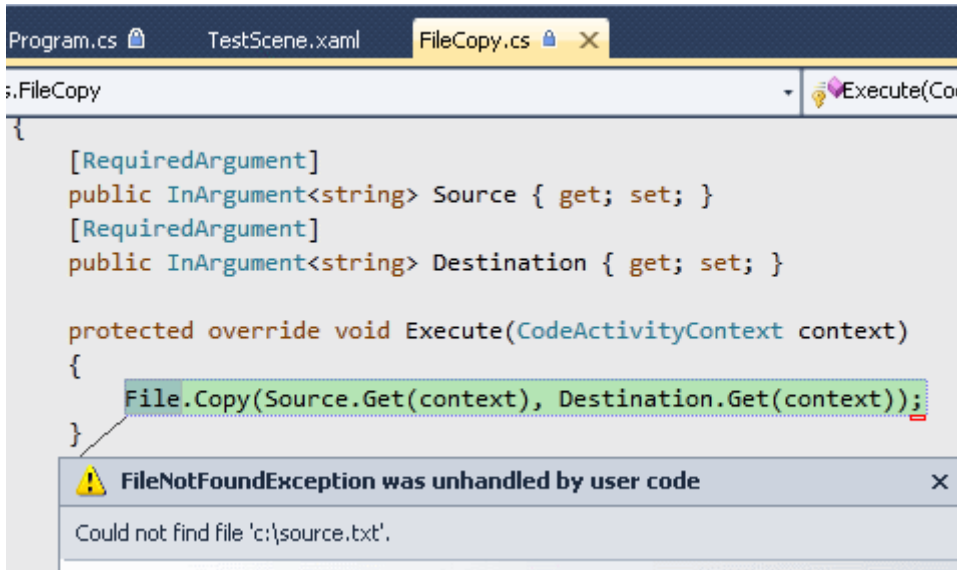 Program.cs TestScene.xaml FileCopy.cs
s.FileCopy Execute(Co
{
[RequiredArgument]
public InArgument<string> Source { get; set; }
[RequiredArgument]
public InArgument<string> Destination { get; set; }
protected override void Execute(CodeActivityContext context)
{
File.Copy(Source.Get(context), Destination.Get(context));
}
FileNotFoundException was unhandled by user code
Could not find file 'c:\source.txt'.